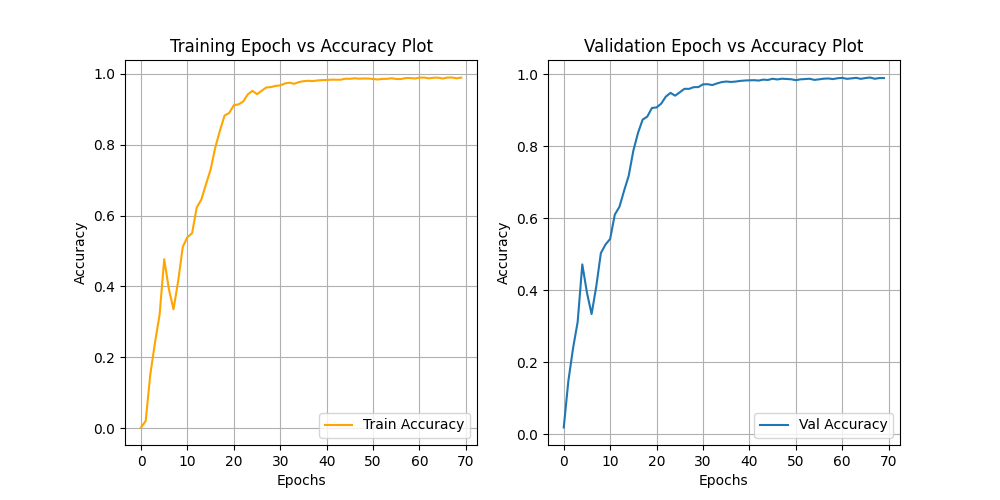 Training Epoch vs Accuracy Plot
1.0
0.8
0.6
0.4
0.2
0.0
Accuracy
Train Accuracy
0 10 20 30 40 50 60 70
Epochs
Validation Epoch vs Accuracy Plot
1.0
0.8
0.6
0.4
0.2
0.0
Accuracy
Val Accuracy
0 10 20 30 40 50 60 70
Epochs